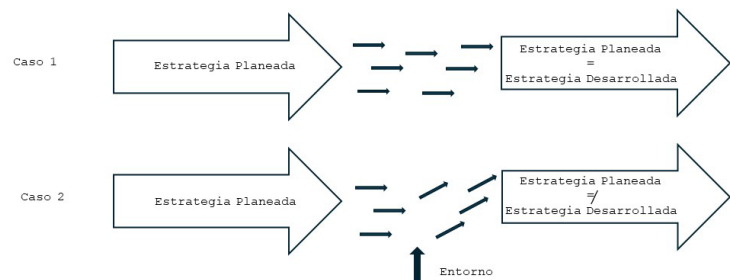 Caso 1
Estrategia Planeada
Estrategia Planeada
=
Estrategia Desarrollada
Caso 2
Estrategia Planeada
Estrategia Planeada
≠
Estrategia Desarrollada
Entorno